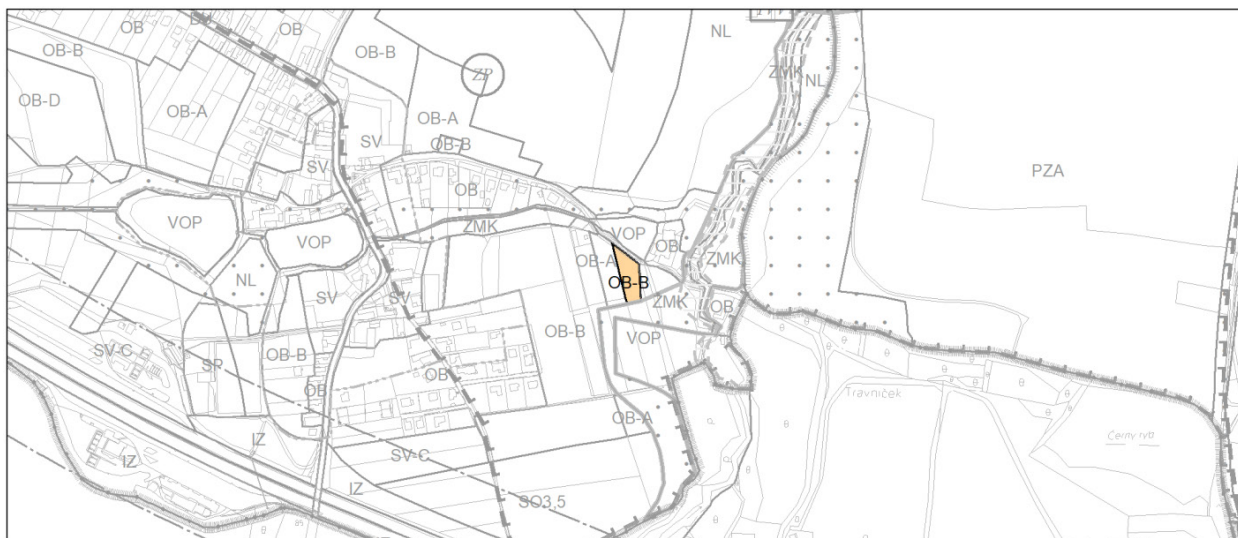 OB
OB
NL
OB-B
OB-B
ZMK
NL
ZP
OB-D
OB-A
OB-A
SV
OB-B
SV
OB
PZA
VOP
ZMK
VOP
VOP
OB
OB-A
ZMK
NL
OB-B
SV
SV
ZMK
OB
OB-B
VOP
SV-C
OB-B
OB
OB
Travníček
OB-A
Černý
SV-C
IZ
IZ
IZ
SO3,5